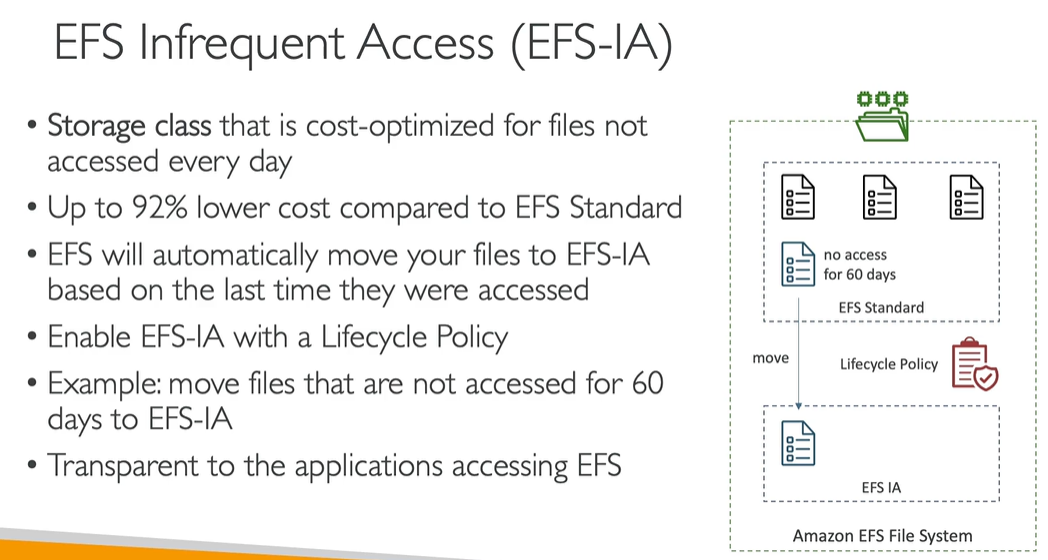 EFS Infrequent Access (EFS-IA)
• Storage class that is cost-optimized for files not
accessed every day
• Up to 92% lower cost compared to EFS Standard
• EFS will automatically move your files to EFS-IA
based on the last time they were accessed
• Enable EFS-IA with a Lifecycle Policy
• Example: move files that are not accessed for 60
days to EFS-IA
• Transparent to the applications accessing EFS
no access
for 60 days
EFS Standard
move
Lifecycle Policy
EFS IA
Amazon EFS File System